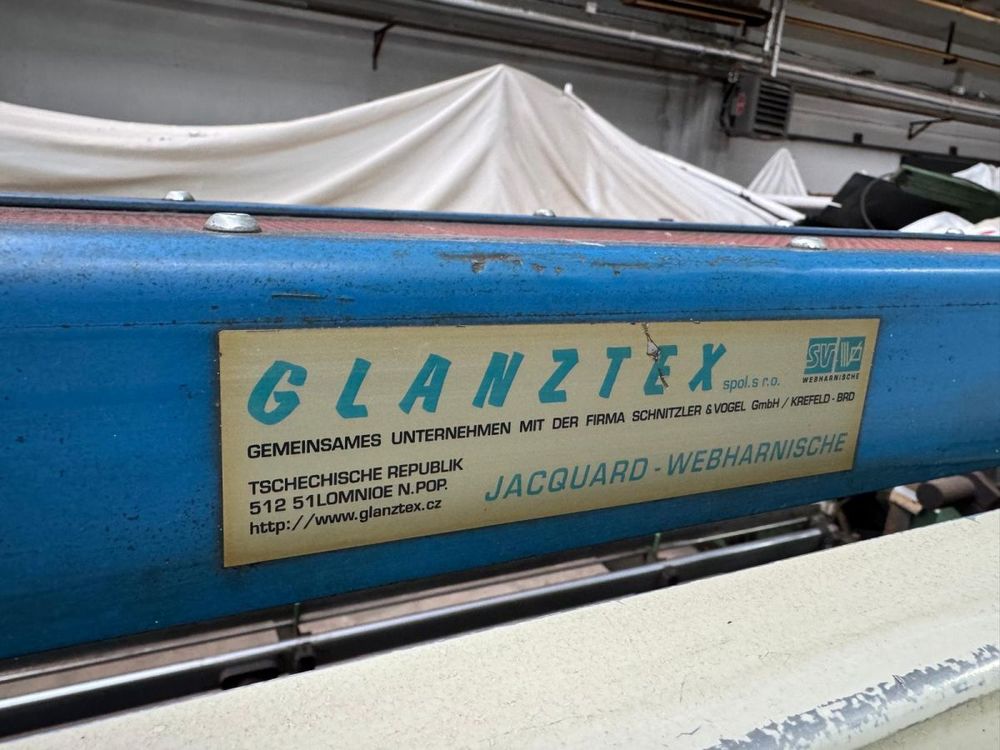 GLANZTEX spol.s r.o.
SV
WEBHARNISCHE
GEMEINSAMES UNTERNEHMEN MIT DER FIRMA SCHNITZLER & VOGEL GmbH / KREFELD - BRD
TSCHECHISCHE REPUBLIK
512 51LOMNIOE N.POP.
http://www.glanztex.cz
JACQUARD - WEBHARNISCHE